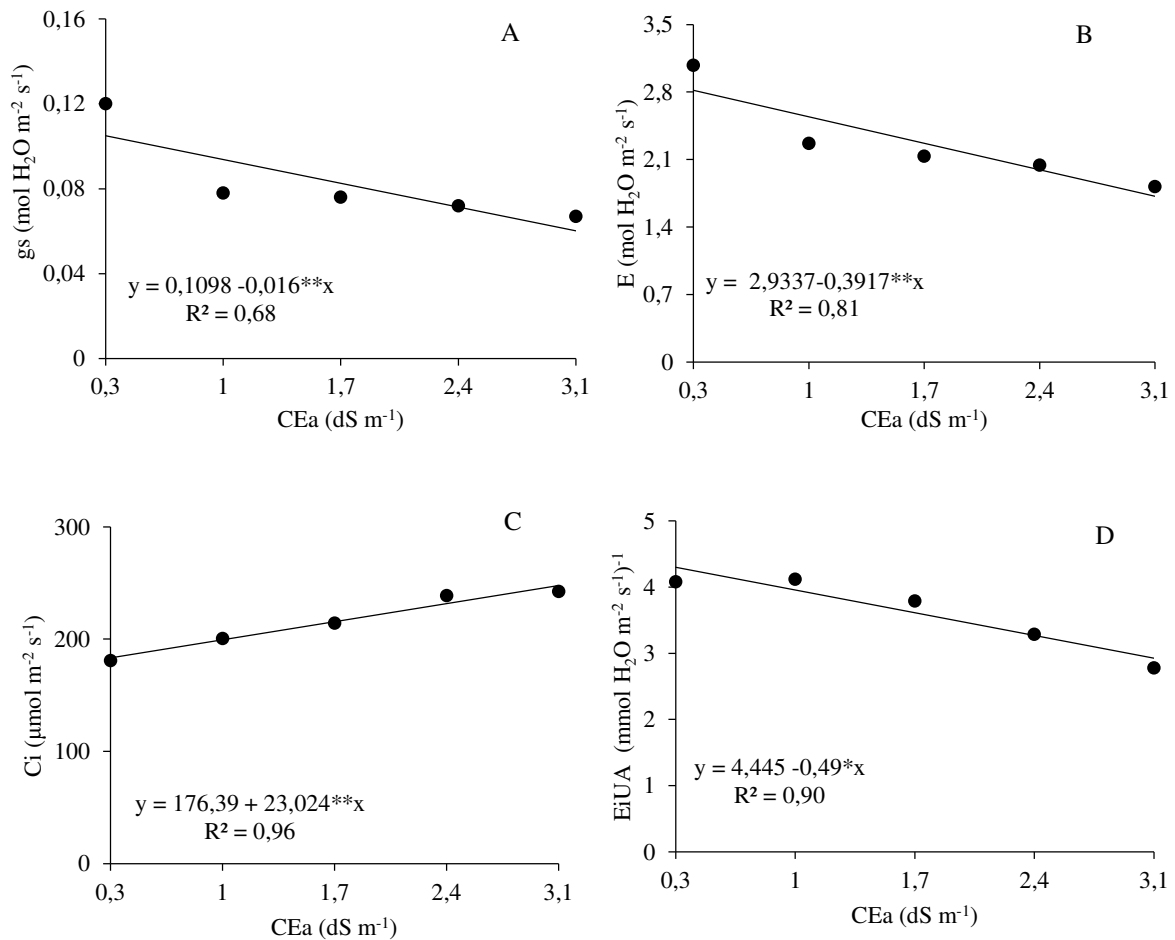 A
gs (mol H₂O m⁻² s⁻¹)
0,16
0,12
0,08
0,04
0
y = 0,1098 -0,016**x
R² = 0,68
0,3 1 1,7 2,4 3,1
CEa (dS m⁻¹)
B
E (mol H₂O m⁻² s⁻¹)
3,5
2,8
2,1
1,4
0,7
0
y = 2,9337-0,3917**x
R² = 0,81
0,3 1 1,7 2,4 3,1
CEa (dS m⁻¹)
C
Ci (µmol m⁻² s⁻¹)
300
200
100
0
y = 176,39 + 23,024**x
R² = 0,96
0,3 1 1,7 2,4 3,1
CEa (dS m⁻¹)
D
EiUA (mmol H₂O m⁻² s⁻¹)⁻¹
5
4
3
2
1
0
y = 4,445 -0,49*x
R² = 0,90
0,3 1 1,7 2,4 3,1
CEa (dS m⁻¹)